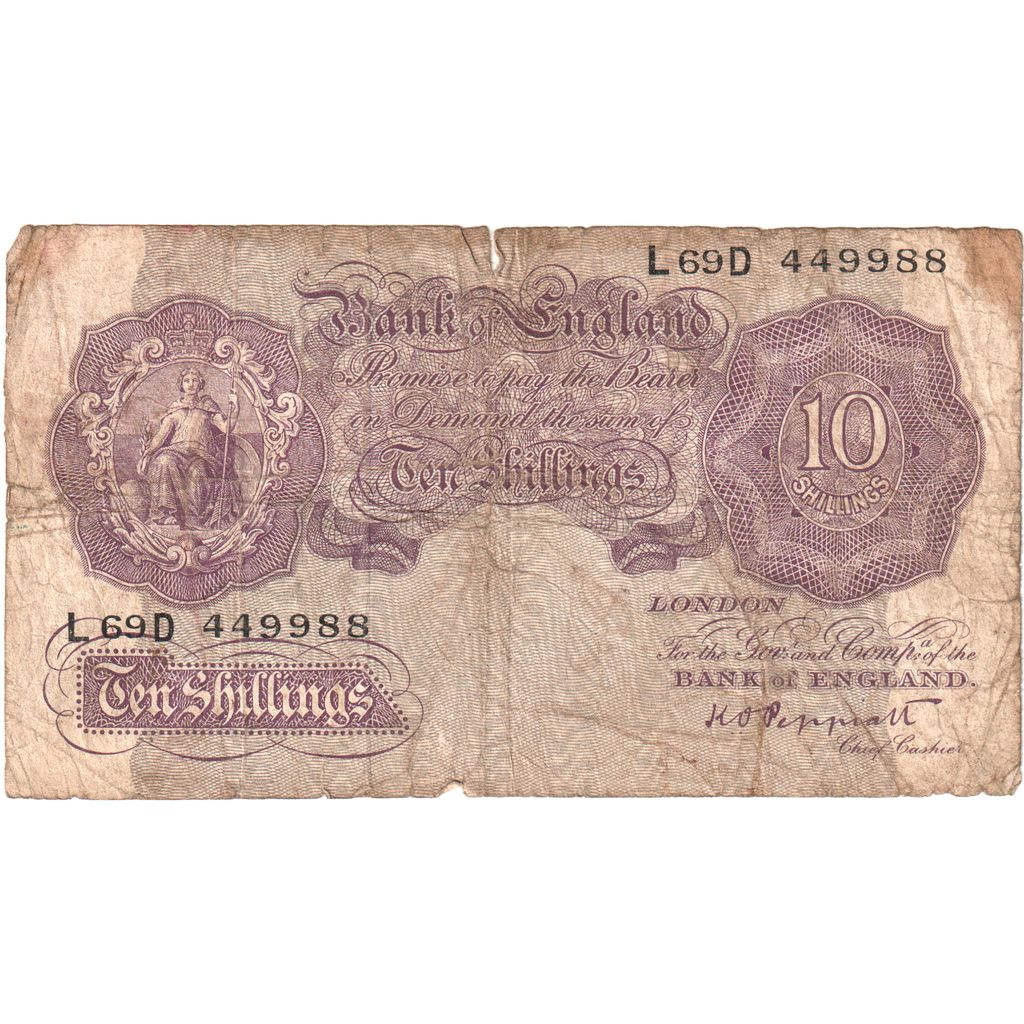 L69D 449988
Bank of England
Promise to pay the Bearer
on Demand the sum of
Ten Shillings
10
SHILLINGS
LONDON
For the Gov.r and Comp.a of the
BANK of ENGLAND.
K O Peppiatt
Chief Cashier
L69D 449988
Ten Shillings